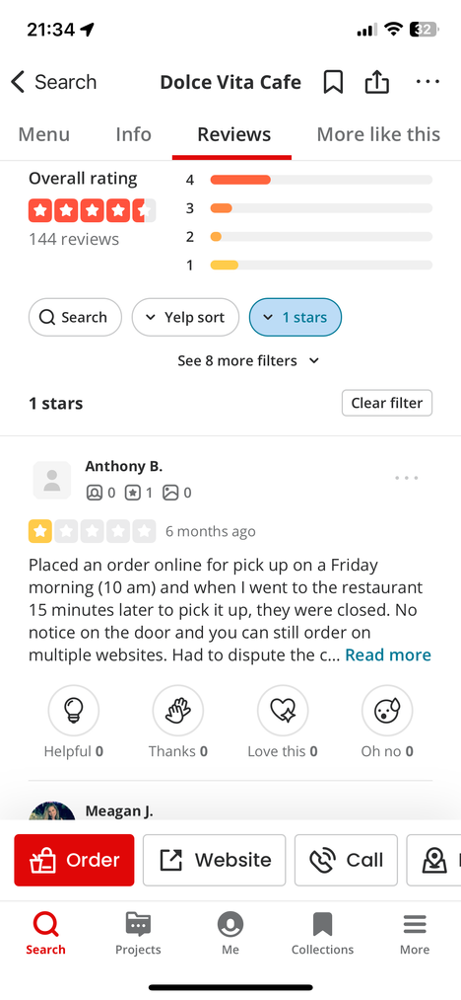 21:34
32
Search
Dolce Vita Cafe
Menu
Info
Reviews
More like this
Overall rating
144 reviews
4
3
2
1
Search
Yelp sort
1 stars
See 8 more filters
1 stars
Clear filter
Anthony B.
0 1 0
6 months ago
Placed an order online for pick up on a Friday
morning (10 am) and when I went to the restaurant
15 minutes later to pick it up, they were closed. No
notice on the door and you can still order on
multiple websites. Had to dispute the c... Read more
Helpful 0
Thanks 0
Love this 0
Oh no 0
Meagan J.
Order
Website
Call
Search
Projects
Me
Collections
More